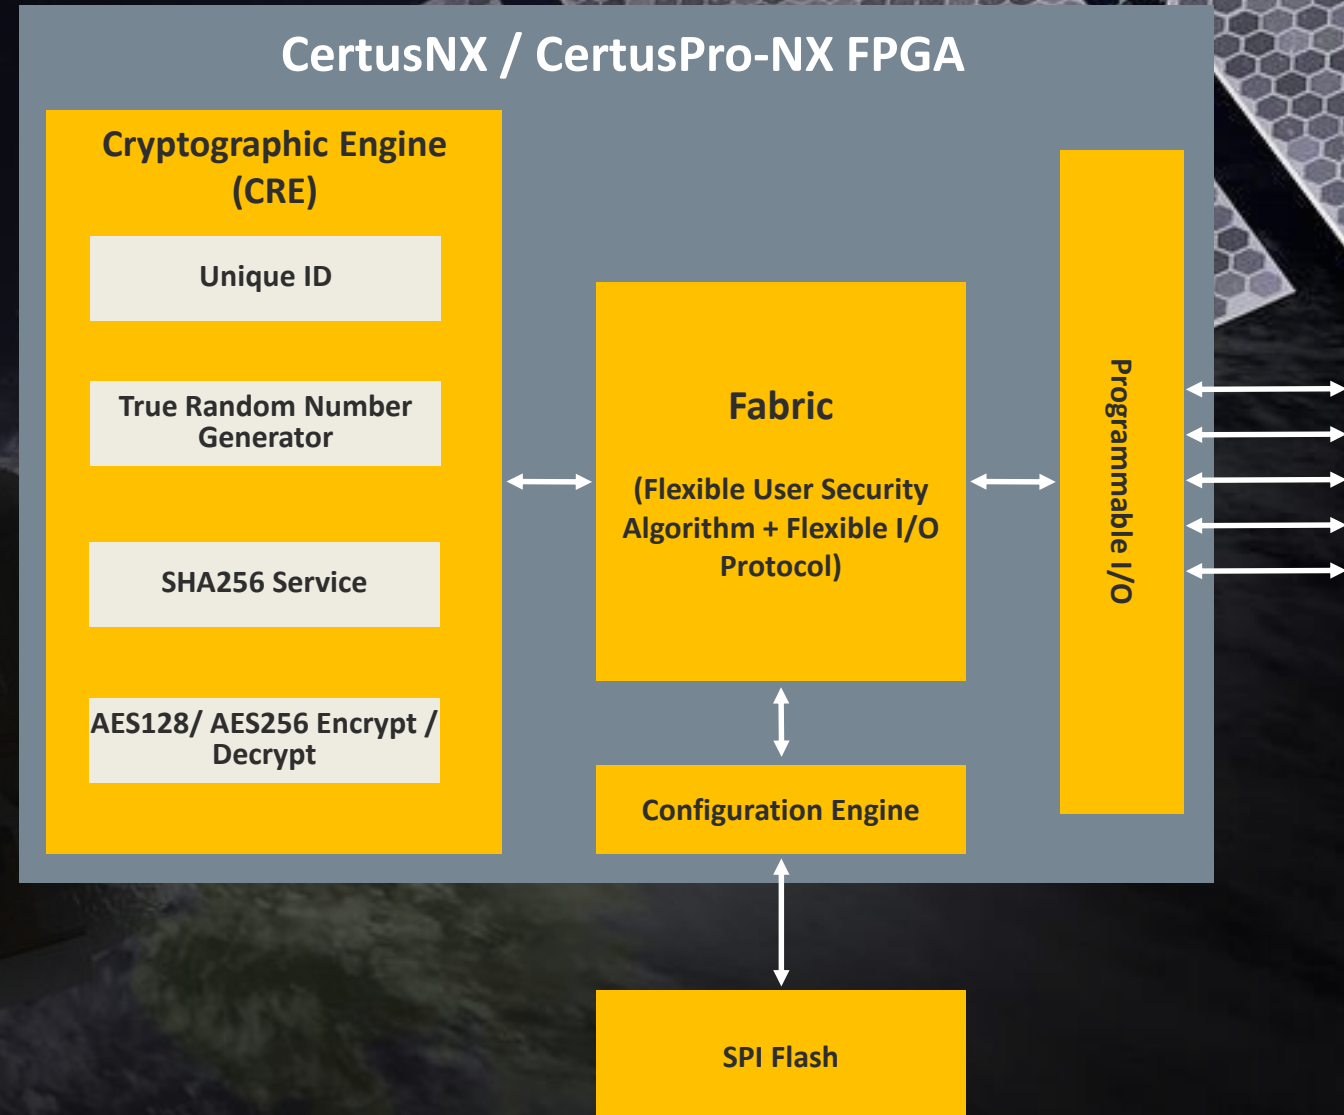 CertusNX / CertusPro-NX FPGA
Cryptographic Engine
(CRE)
Unique ID
True Random Number
Generator
SHA256 Service
AES128/ AES256 Encrypt /
Decrypt
Fabric
(Flexible User Security
Algorithm + Flexible I/O
Protocol)
Programmable I/O
Configuration Engine
SPI Flash